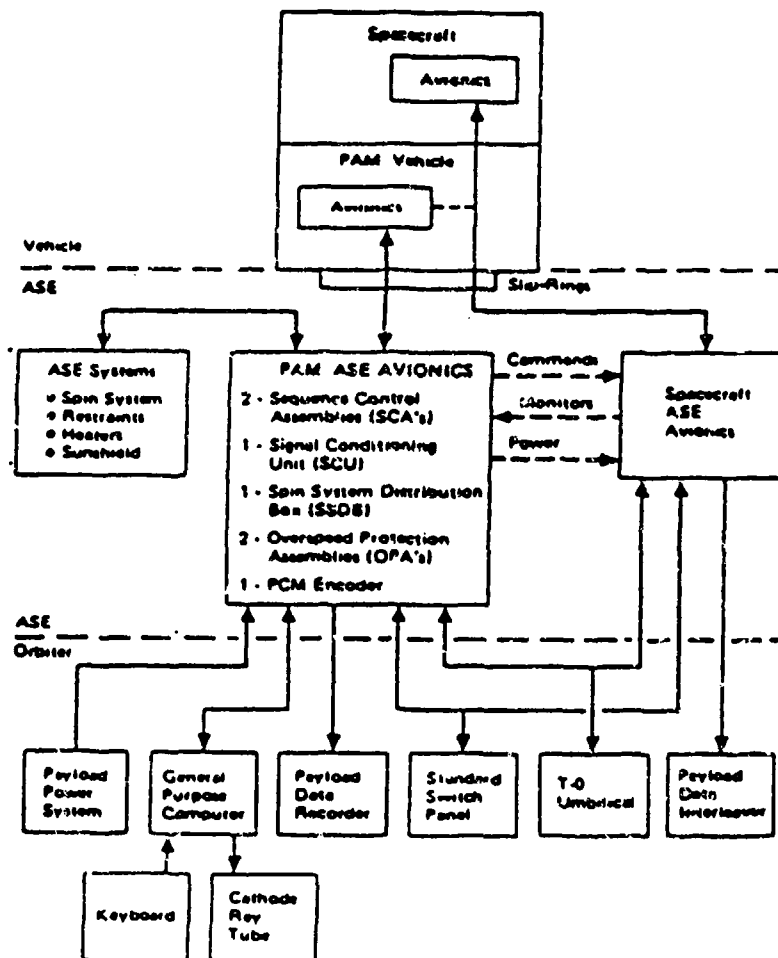 Spacecraft
Avionics
PAM Vehicle
Avionics
Vehicle
ASE
Slip-Rings
ASE Systems
• Spin System
• Restraints
• Heaters
• Sunshield
PAM ASE AVIONICS
2 - Sequence Control
Assemblies (SCA's)
1 - Signal Conditioning
Unit (SCU)
1 - Spin System Distribution
Box (SSDB)
2 - Overspeed Protection
Assemblies (OPA's)
1 - PCM Encoder
Commands
Monitors
Power
Spacecraft
ASE
Avionics
ASE
Orbiter
Payload
Power
System
General
Purpose
Computer
Payload
Data
Recorder
Standard
Switch
Panel
T-0
Umbilical
Payload
Data
Interleaver
Keyboard
Cathode
Ray
Tube